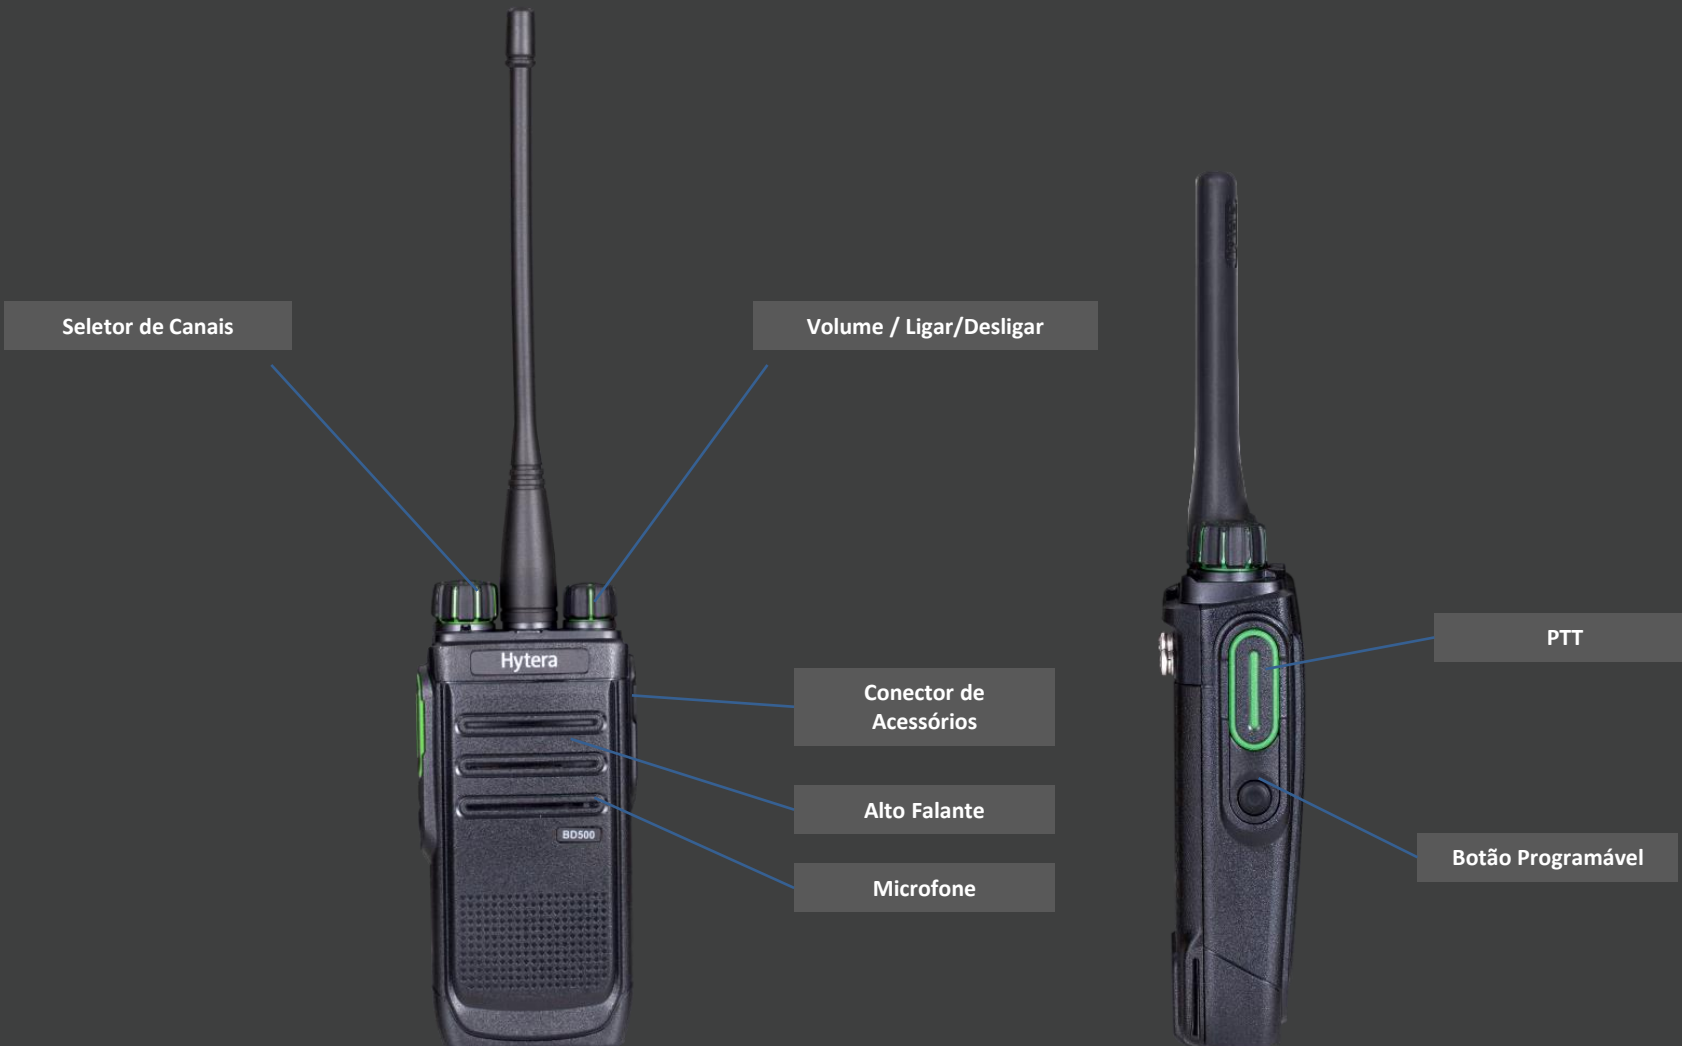 Seletor de Canais
Volume / Ligar/Desligar
Hytera
PTT
Conector de
Acessórios
Alto Falante
BD500
Botão Programável
Microfone